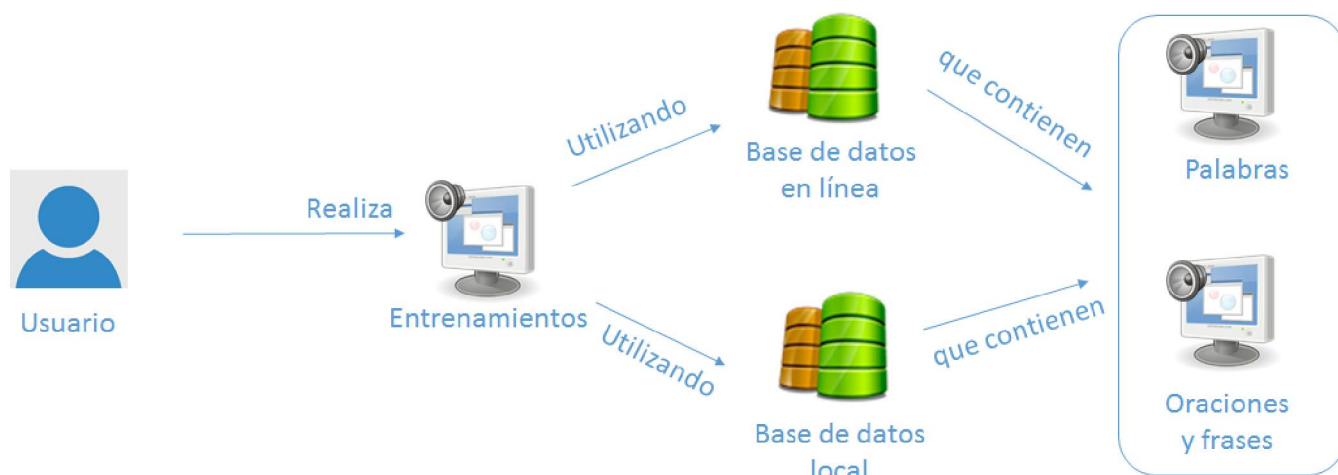 Usuario
Realiza
Entrenamientos
Utilizando
Base de datos
en línea
que contienen
Utilizando
Base de datos
local
que contienen
Palabras
Oraciones
y frases